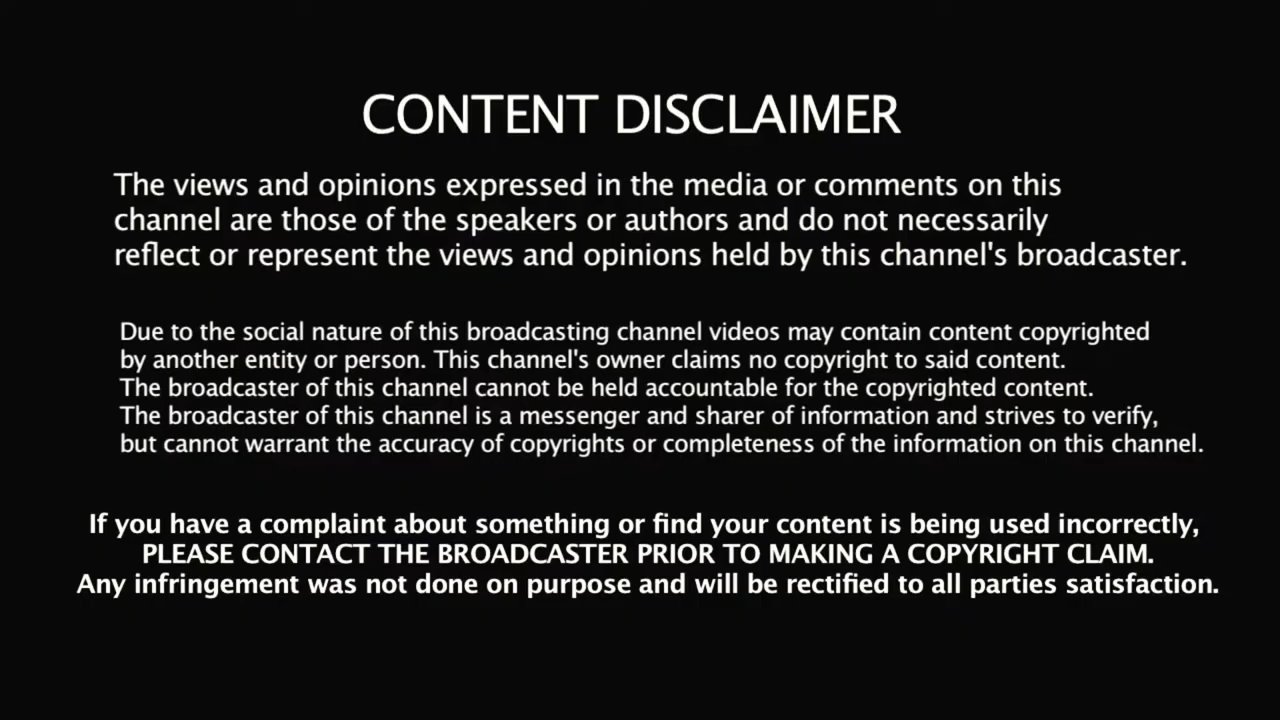 CONTENT DISCLAIMER
The views and opinions expressed in the media or comments on this
channel are those of the speakers or authors and do not necessarily
reflect or represent the views and opinions held by this channel's broadcaster.
Due to the social nature of this broadcasting channel videos may contain content copyrighted
by another entity or person. This channel's owner claims no copyright to said content.
The broadcaster of this channel cannot be held accountable for the copyrighted content.
The broadcaster of this channel is a messenger and sharer of information and strives to verify,
but cannot warrant the accuracy of copyrights or completeness of the information on this channel.
If you have a complaint about something or find your content is being used incorrectly,
PLEASE CONTACT THE BROADCASTER PRIOR TO MAKING A COPYRIGHT CLAIM.
Any infringement was not done on purpose and will be rectified to all parties satisfaction.